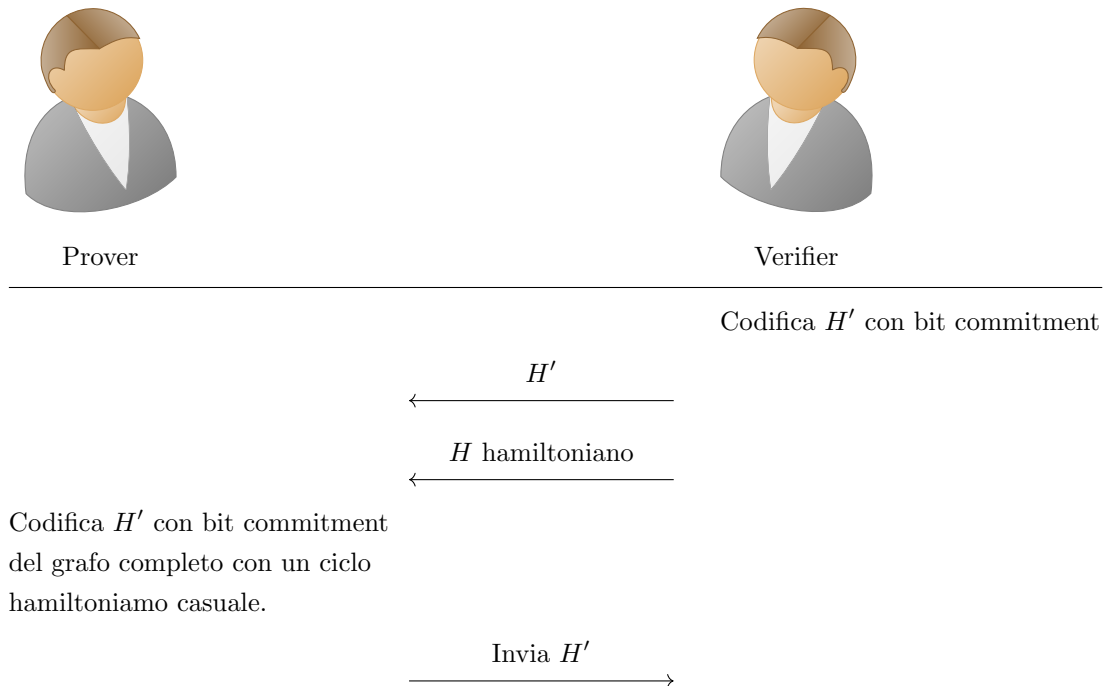 Prover
Verifier
Codifica H′ con bit commitment
H′
H hamiltoniano
Codifica H′ con bit commitment
del grafo completo con un ciclo
hamiltoniamo casuale.
Invia H′